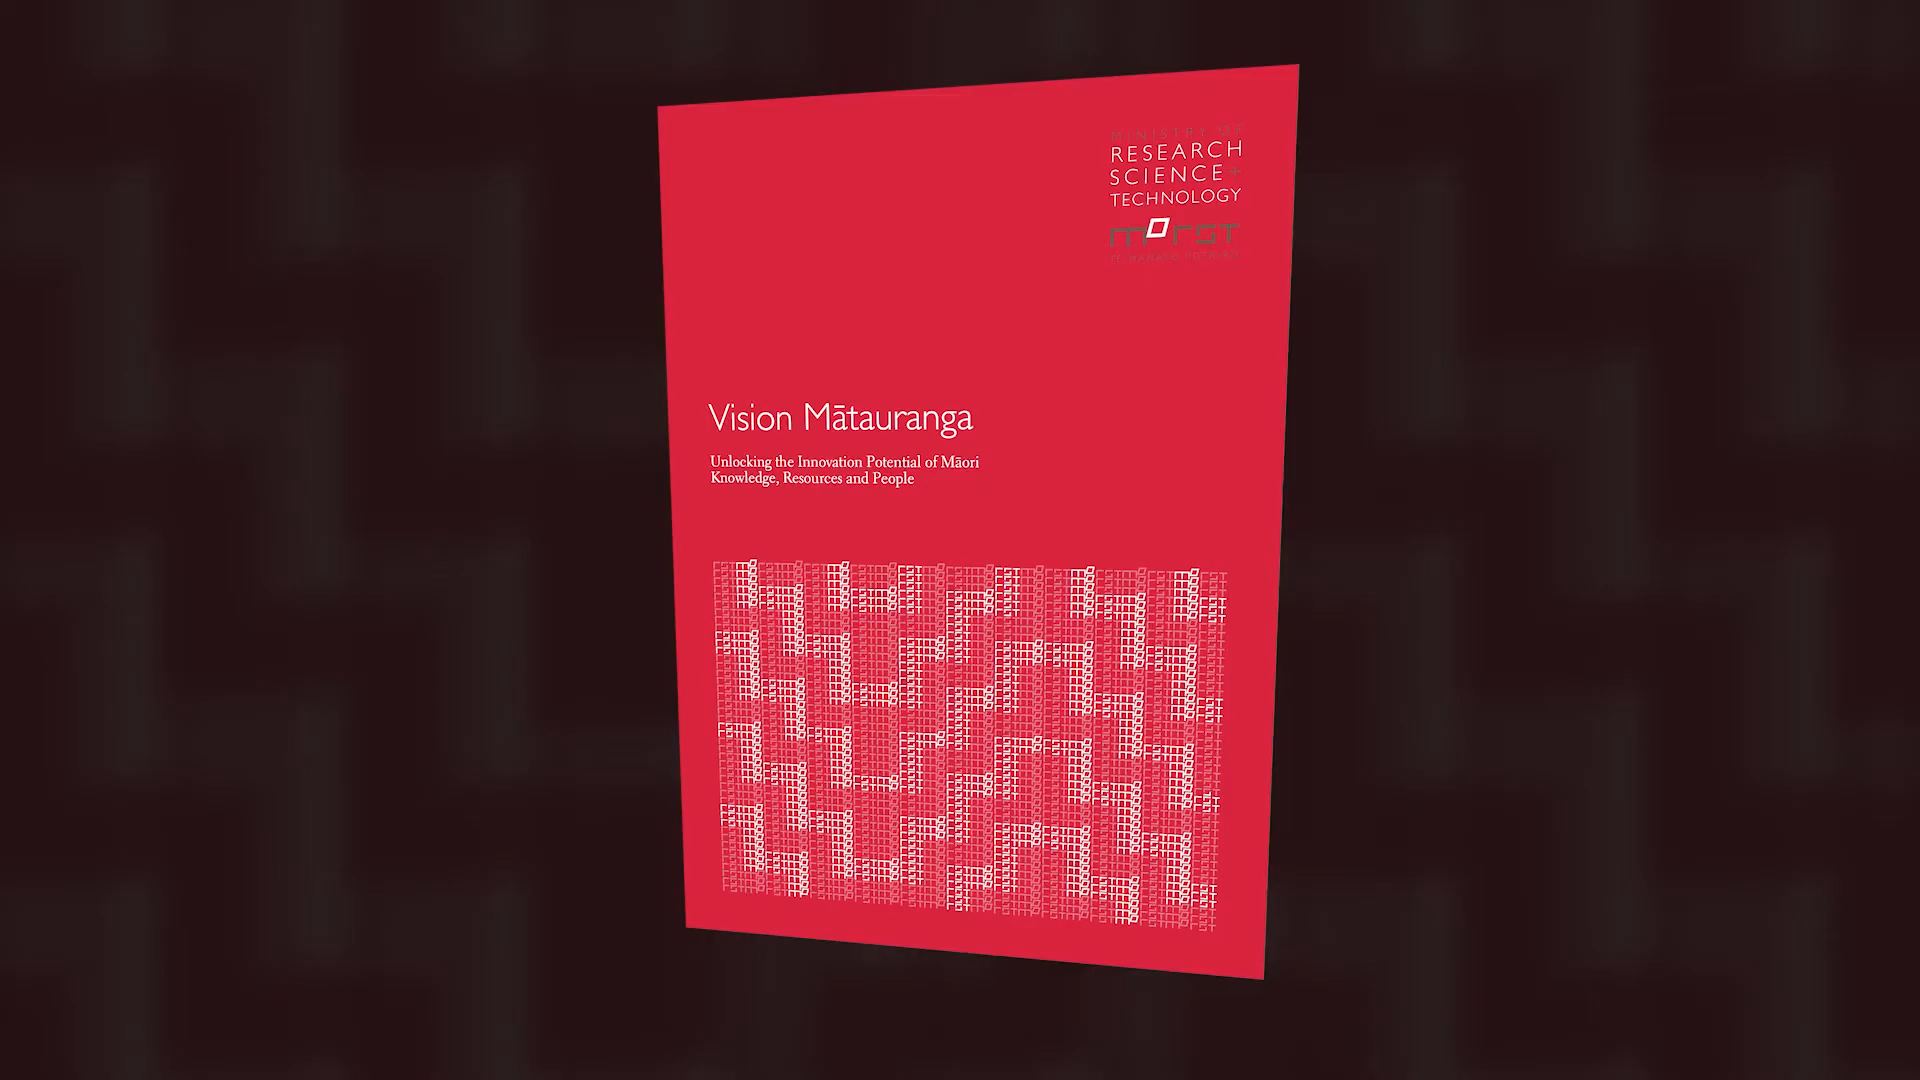 MINISTRY OF
RESEARCH
SCIENCE +
TECHNOLOGY
morst
Vision Mātauranga
Unlocking the Innovation Potential of Māori
Knowledge, Resources and People